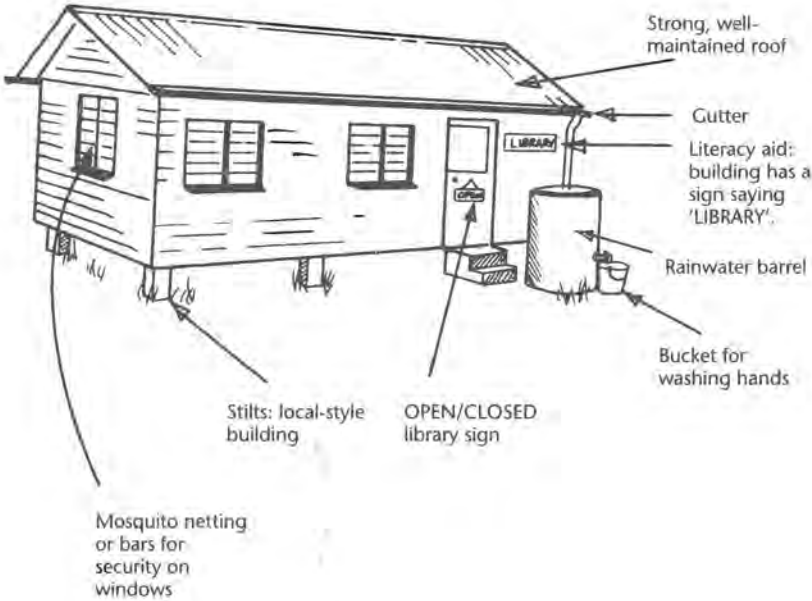 Strong, well-
maintained roof
Gutter
LIBRARY
Literacy aid:
building has a
sign saying
'LIBRARY'.
OPEN
Rainwater barrel
Bucket for
washing hands
Stilts: local-style
building
OPEN/CLOSED
library sign
Mosquito netting
or bars for
security on
windows